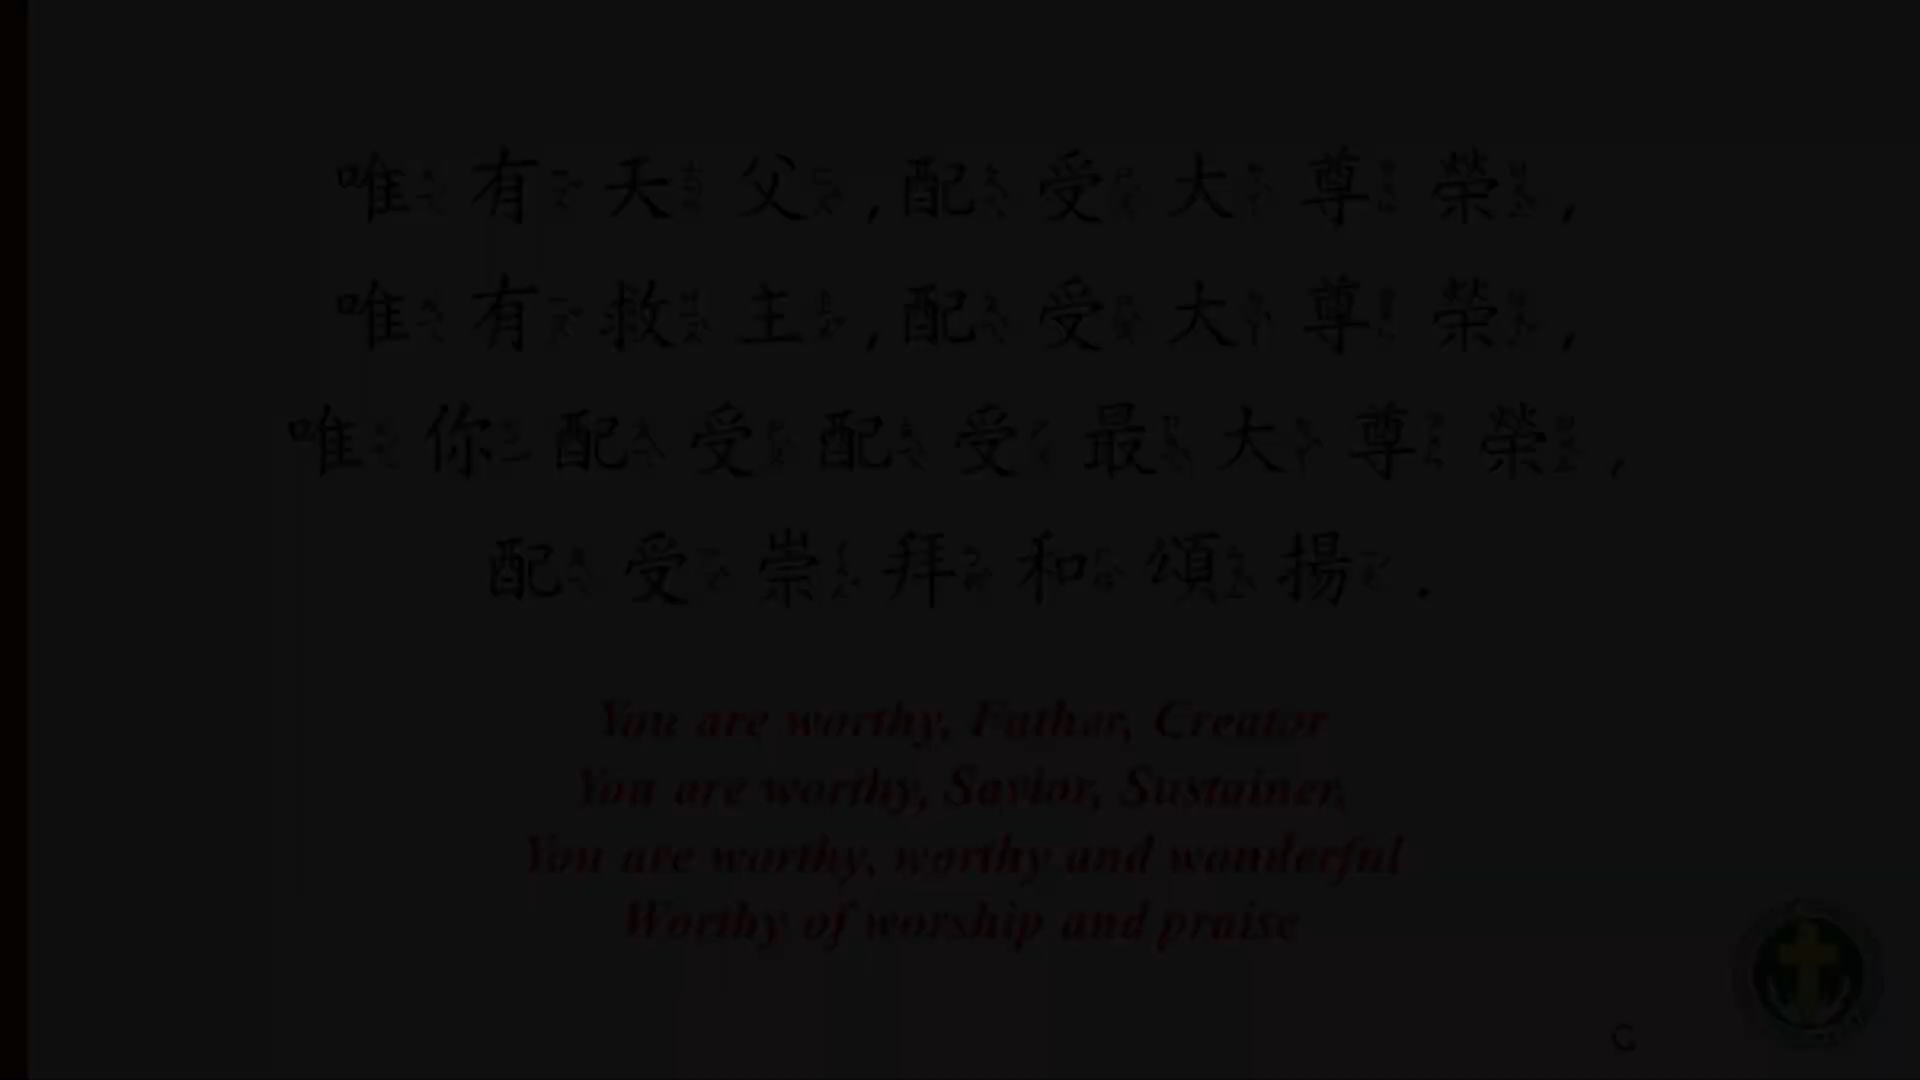 唯有天父,配受大尊榮,
唯有救主,配受大尊榮,
唯你配受配受最大尊榮,
配受崇拜和頌揚.
You are worthy, Father, Creator
You are worthy, Savior, Sustainer,
You are worthy, worthy and wonderful
Worthy of worship and praise
G